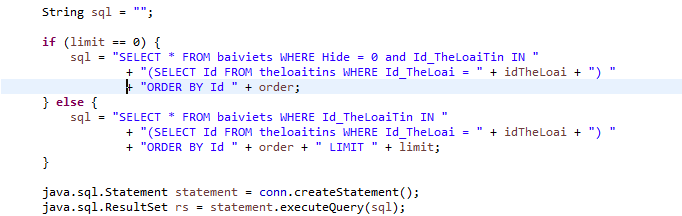 String sql = "";
if (limit == 0) {
sql = "SELECT * FROM baiviets WHERE Hide = 0 and Id_TheLoaiTin IN "
+ "(SELECT Id FROM theloaitins WHERE Id_TheLoai = " + idTheLoai + ") "
+ "ORDER BY Id " + order;
} else {
sql = "SELECT * FROM baiviets WHERE Id_TheLoaiTin IN "
+ "(SELECT Id FROM theloaitins WHERE Id_TheLoai = " + idTheLoai + ") "
+ "ORDER BY Id " + order + " LIMIT " + limit;
}
java.sql.Statement statement = conn.createStatement();
java.sql.ResultSet rs = statement.executeQuery(sql);